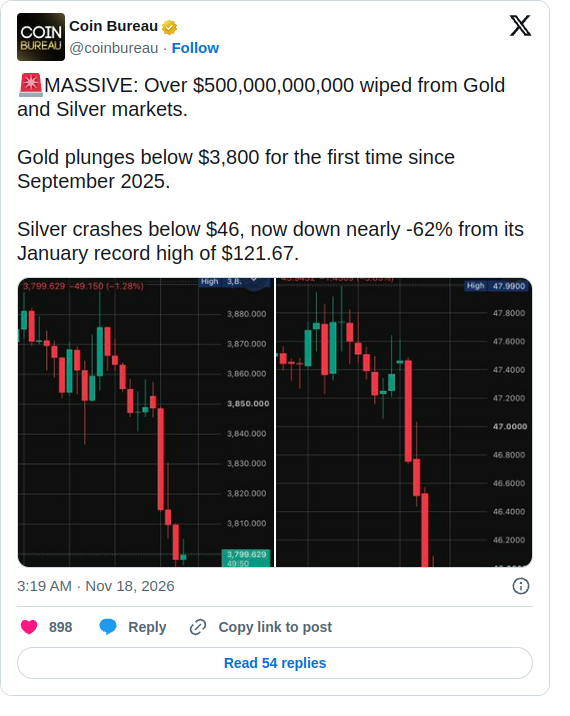 COIN
BUREAU
Coin Bureau
@coinbureau · Follow
🚨MASSIVE: Over $500,000,000,000 wiped from Gold
and Silver markets.
Gold plunges below $3,800 for the first time since
September 2025.
Silver crashes below $46, now down nearly -62% from its
January record high of $121.67.
3,799.629 -49.150 (-1.28%)
High 3,8.
3,880.000
3,870.000
3,860.000
3,850.000
3,840.000
3,830.000
3,820.000
3,810.000
3,799.629
49:50
High 47.9900
47.8000
47.6000
47.4000
47.2000
47.0000
46.8000
46.6000
46.4000
46.2000
3:19 AM · Nov 18, 2026
898 Reply Copy link to post
Read 54 replies